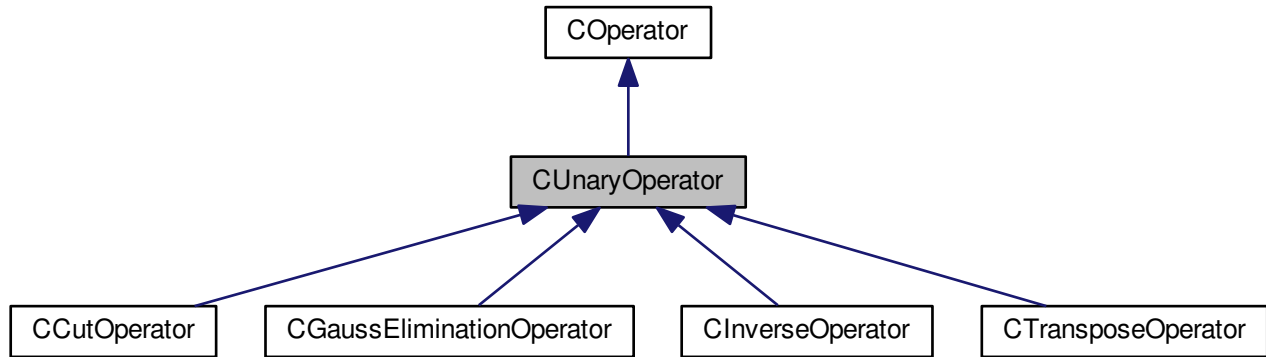 COperator
CUnaryOperator
CCutOperator
CGaussEliminationOperator
CInverseOperator
CTransposeOperator